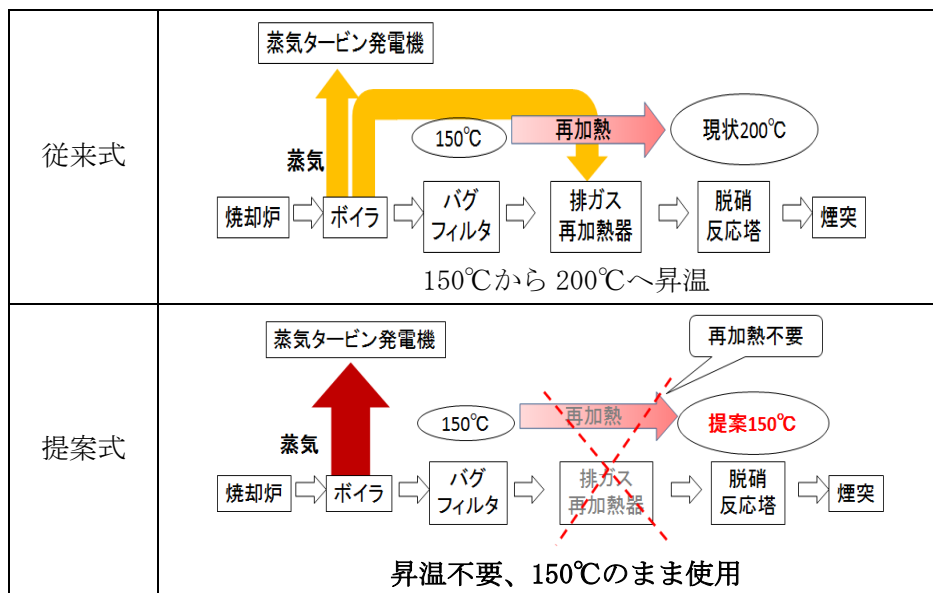 従来式
蒸気タービン発電機
150℃
再加熱
現状200℃
蒸気
焼却炉
ボイラ
バグ
フィルタ
排ガス
再加熱器
脱硝
反応塔
煙突
150℃から200℃へ昇温
提案式
蒸気タービン発電機
再加熱不要
150℃
再加熱
提案150℃
蒸気
焼却炉
ボイラ
バグ
フィルタ
排ガス
再加熱器
脱硝
反応塔
煙突
昇温不要、150℃のまま使用